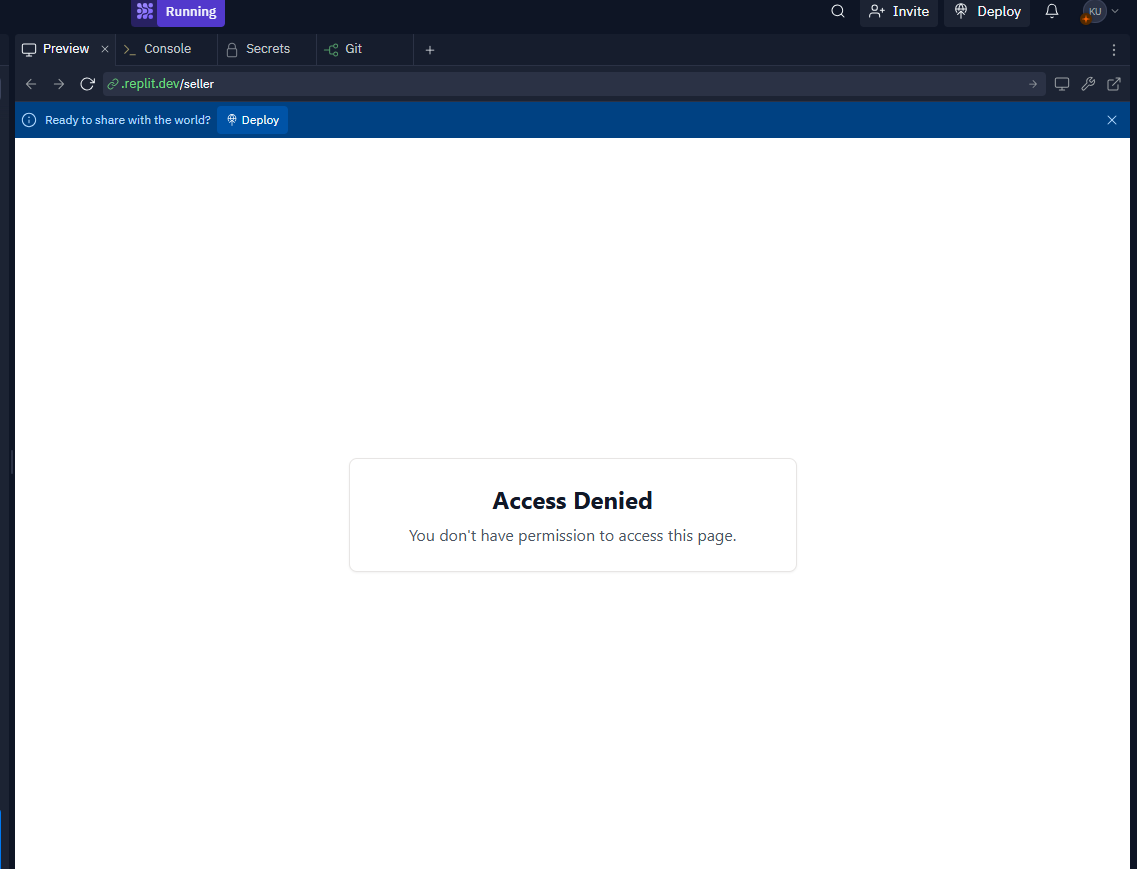 Running
Invite
Deploy
KU
Preview
Console
Secrets
Git
.replit.dev/seller
Ready to share with the world?
Deploy
Access Denied
You don't have permission to access this page.